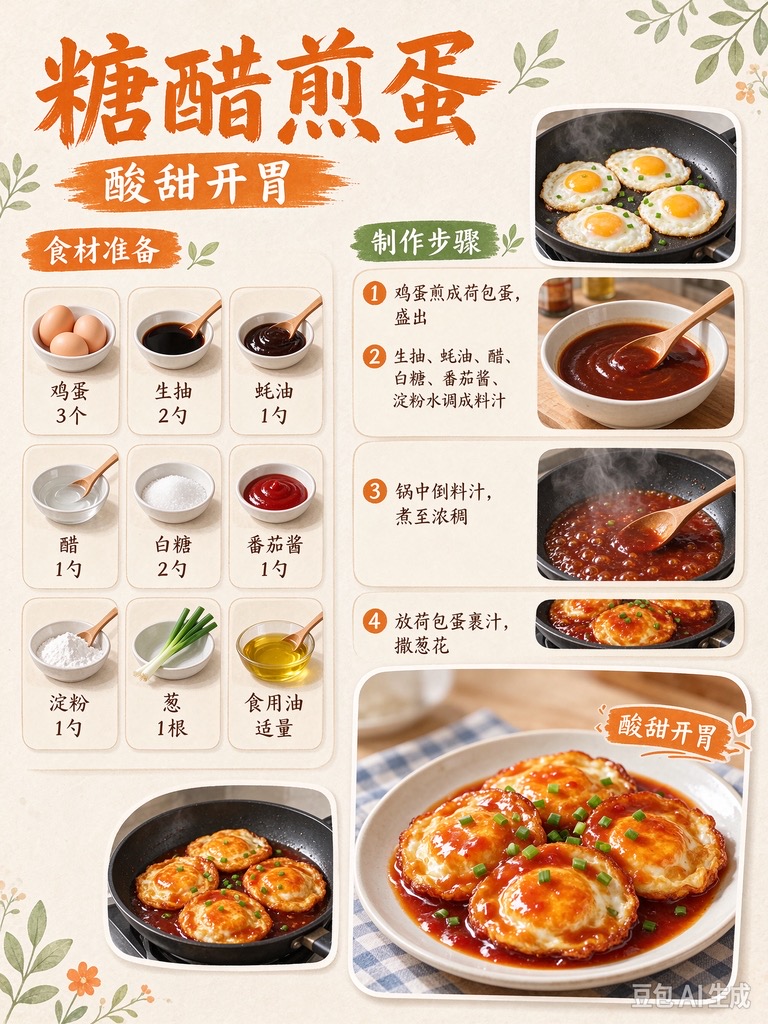 糖醋煎蛋
酸甜开胃
食材准备
鸡蛋
3个
生抽
2勺
蚝油
1勺
醋
1勺
白糖
2勺
番茄酱
1勺
淀粉
1勺
葱
1根
食用油
适量
制作步骤
1 鸡蛋煎成荷包蛋，
盛出
2 生抽、蚝油、醋、
白糖、番茄酱、
淀粉水调成料汁
3 锅中倒料汁，
煮至浓稠
4 放荷包蛋裹汁，
撒葱花
酸甜开胃
豆包AI生成